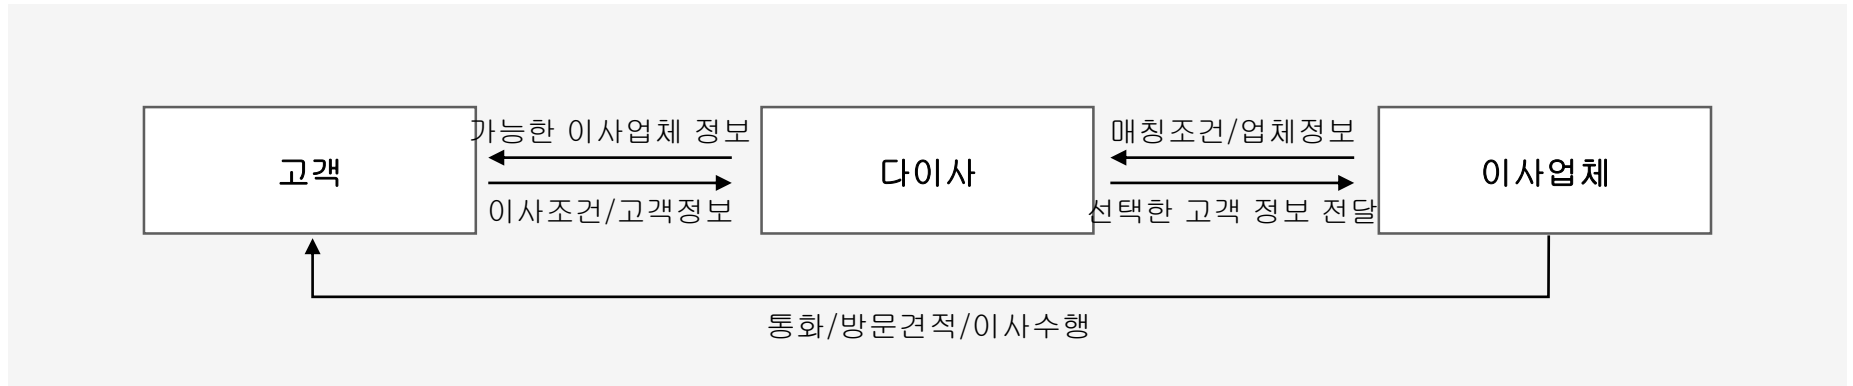 가능한 이사업체 정보
매칭조건/업체정보
고객
다이사
이사업체
이사조건/고객정보
선택한 고객 정보 전달
통화/방문견적/이사수행